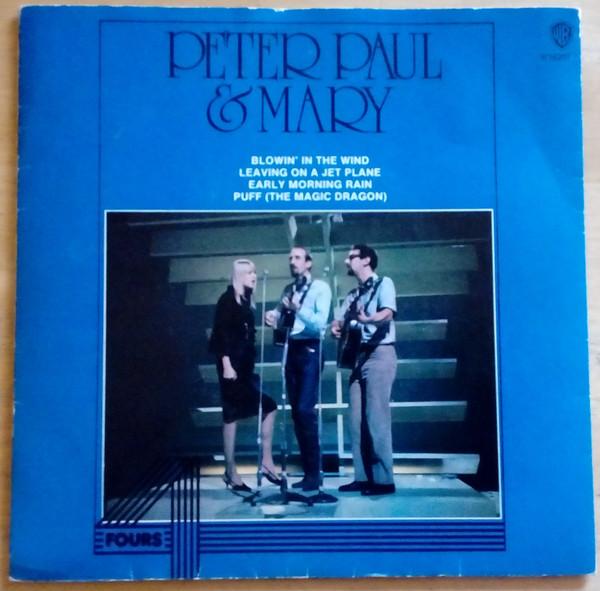 PETER PAUL
& MARY
BLOWIN' IN THE WIND
LEAVING ON A JET PLANE
EARLY MORNING RAIN
PUFF (THE MAGIC DRAGON)
FOURS